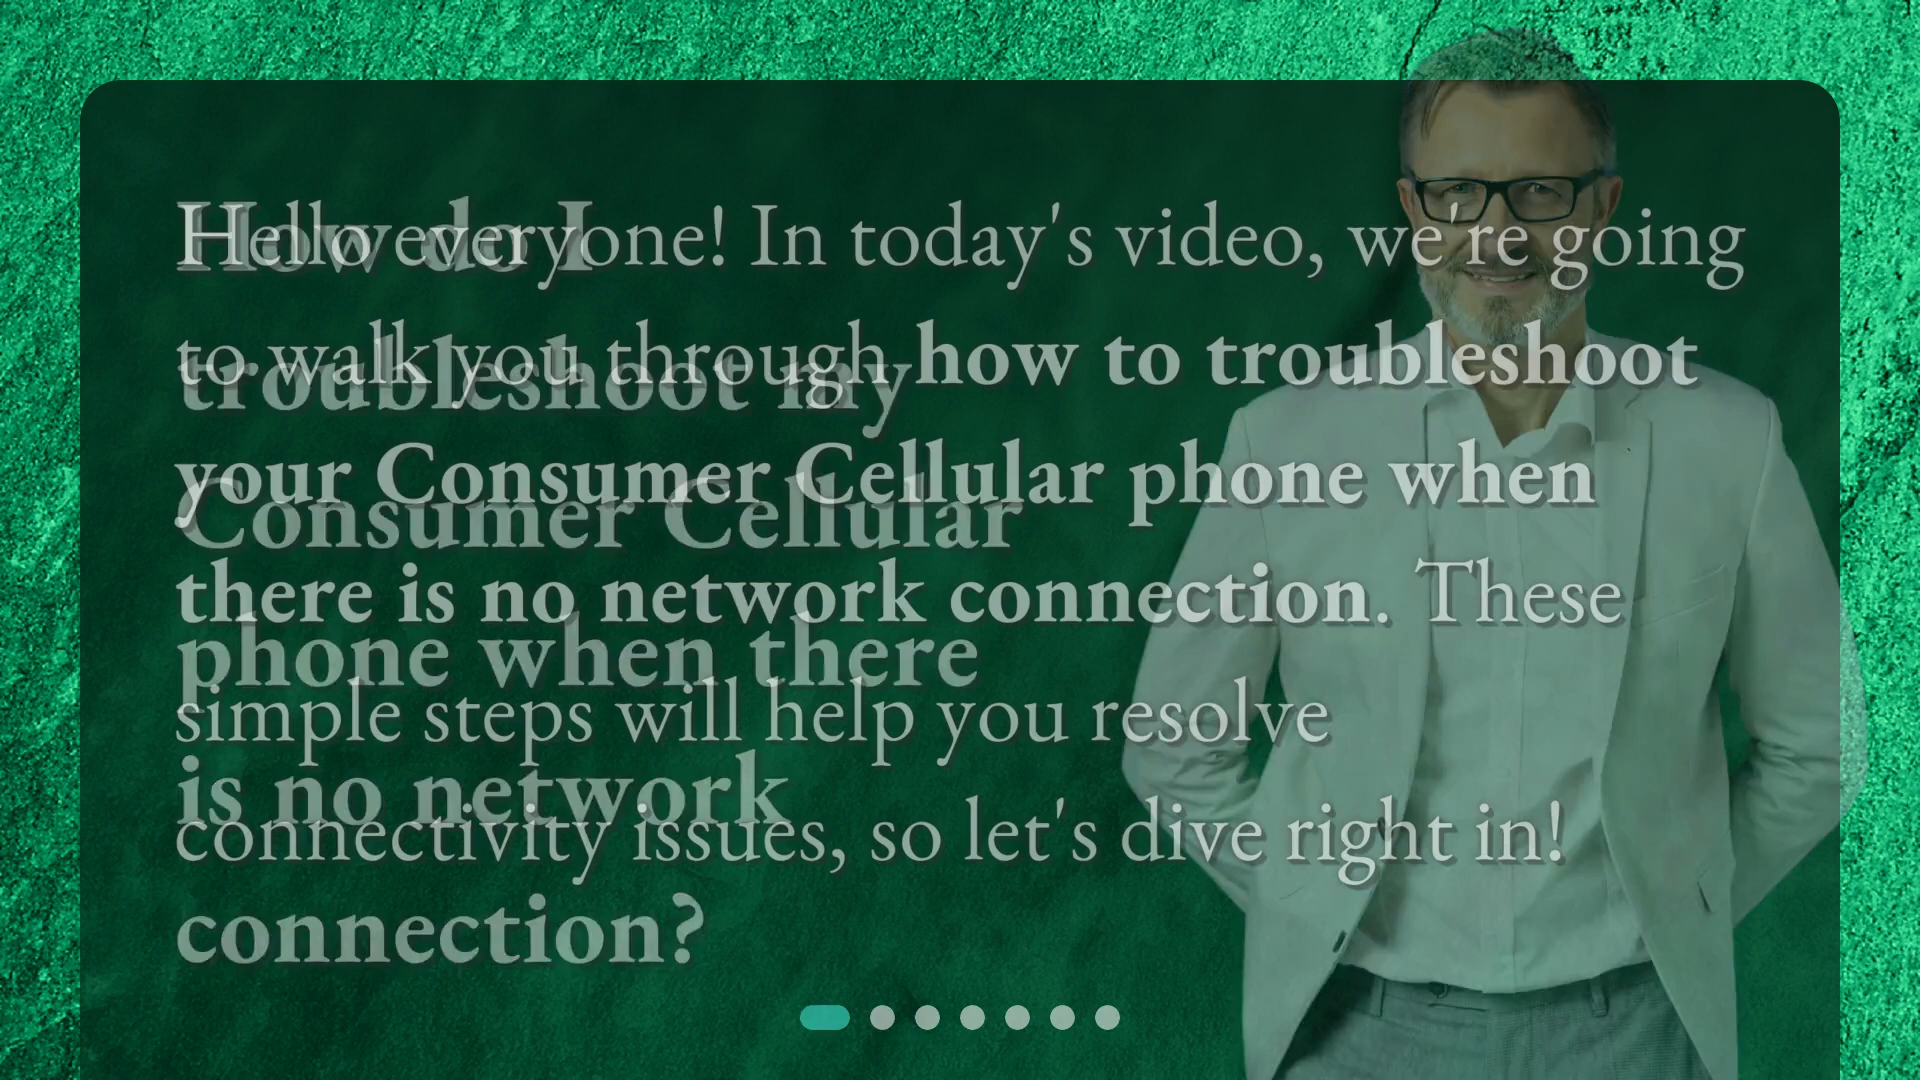 How do I
troubleshoot my
Consumer Cellular
phone when there
is no network
connection?
Hello everyone! In today's video, we're going
to walk you through how to troubleshoot
your Consumer Cellular phone when
there is no network connection. These
simple steps will help you resolve
connectivity issues, so let's dive right in!